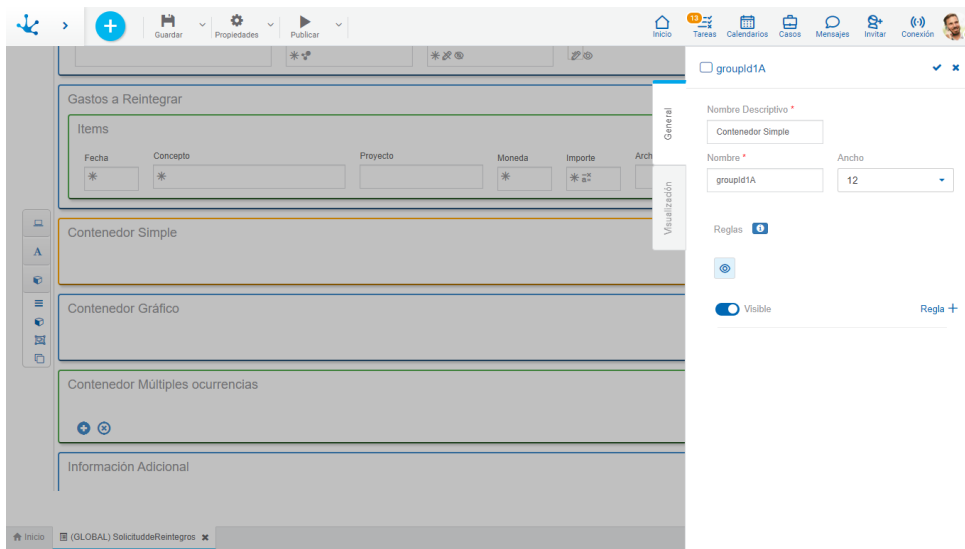 Guardar
Propiedades
Publicar
Inicio
13
Tareas
Calendarios
Casos
Mensajes
Invitar
Conexión
Gastos a Reintegrar
Items
Fecha
Concepto
Proyecto
Moneda
Importe
Arch
Contenedor Simple
A
Contenedor Gráfico
Contenedor Múltiples ocurrencias
Información Adicional
General
Visualización
groupId1A
Nombre Descriptivo *
Contenedor Simple
Nombre *
Ancho
groupId1A
12
Reglas
Visible
Regla +
Inicio
(GLOBAL) SolicituddeReintegros